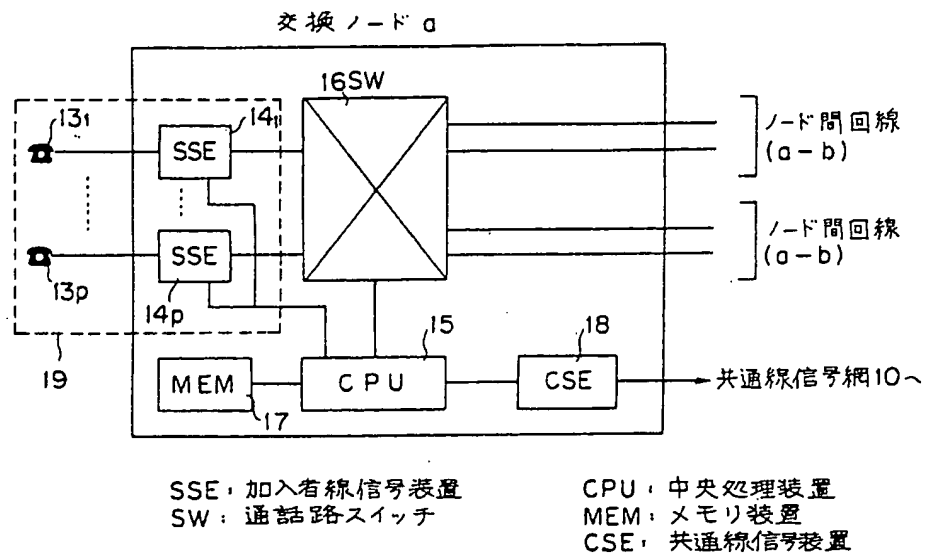 交換ノード a
16SW
13₁
14₁
SSE
ノード間回線
(a-b)
SSE
ノード間回線
(a-b)
13p
14p
15
18
19
MEM
CPU
CSE
共通線信号網10へ
17
SSE: 加入者線信号装置
SW: 通話路スイッチ
CPU: 中央処理装置
MEM: メモリ装置
CSE: 共通線信号装置